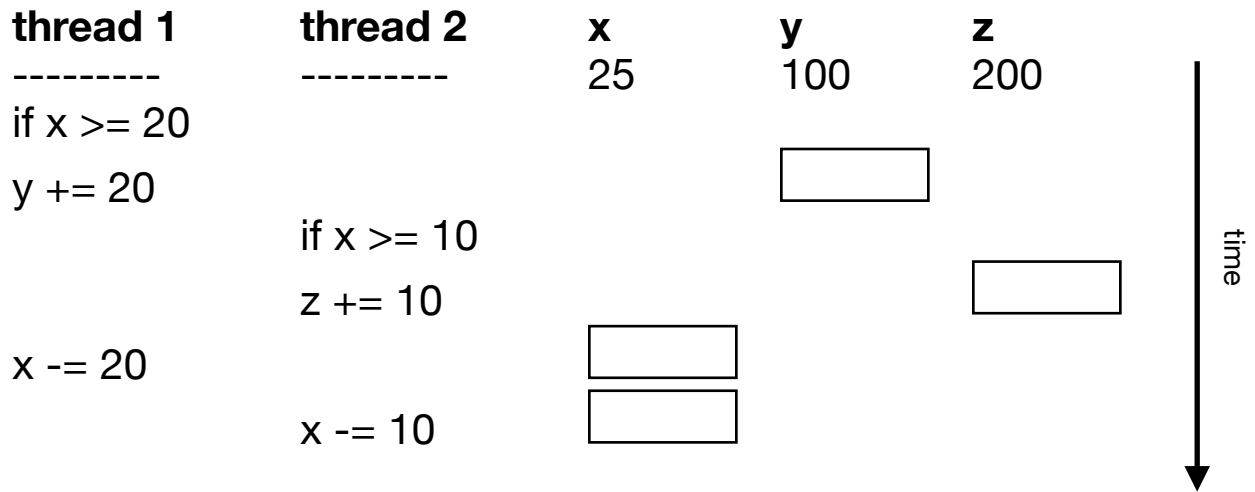 thread 1 thread 2 x y z
--------- --------- 25 100 200
if x >= 20
y += 20
if x >= 10
z += 10
x -= 20
x -= 10
time